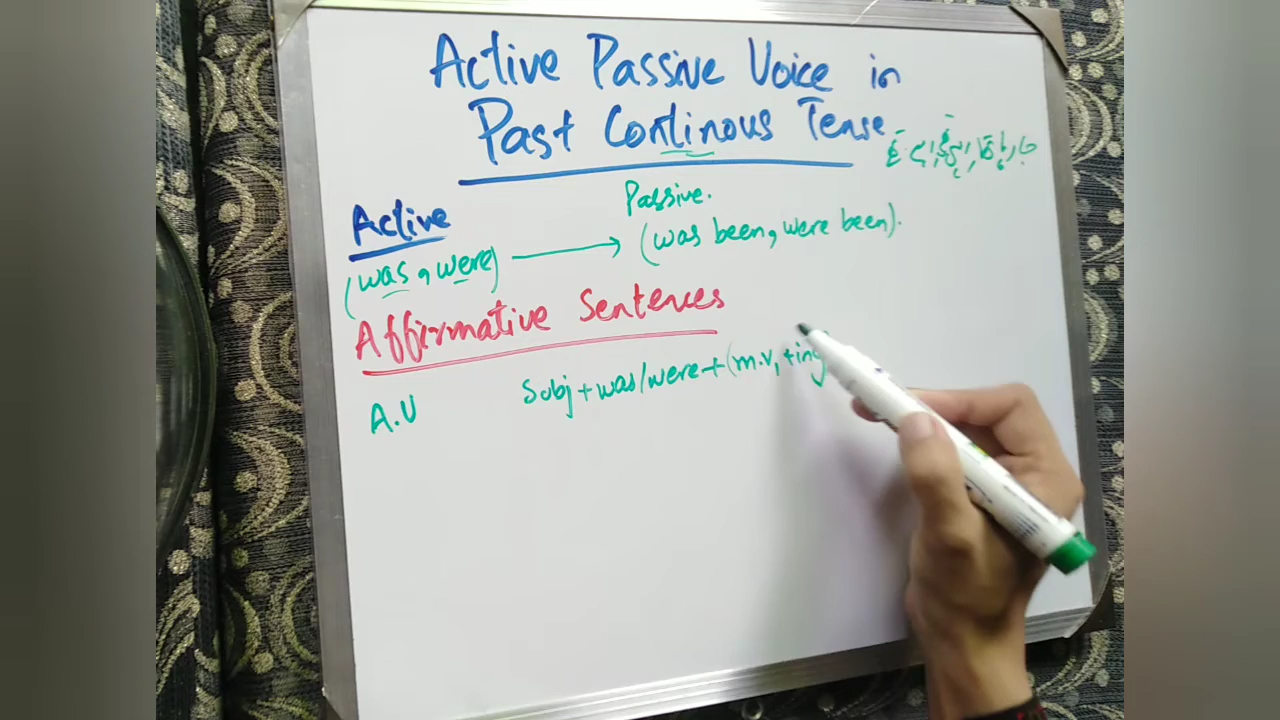 Active Passive Voice in
Past Continous Tense
Active
Passive.
(was, were) → (was been, were been).
Affirmative Sentences
A.V Subj + was/were + (m.v, +ing